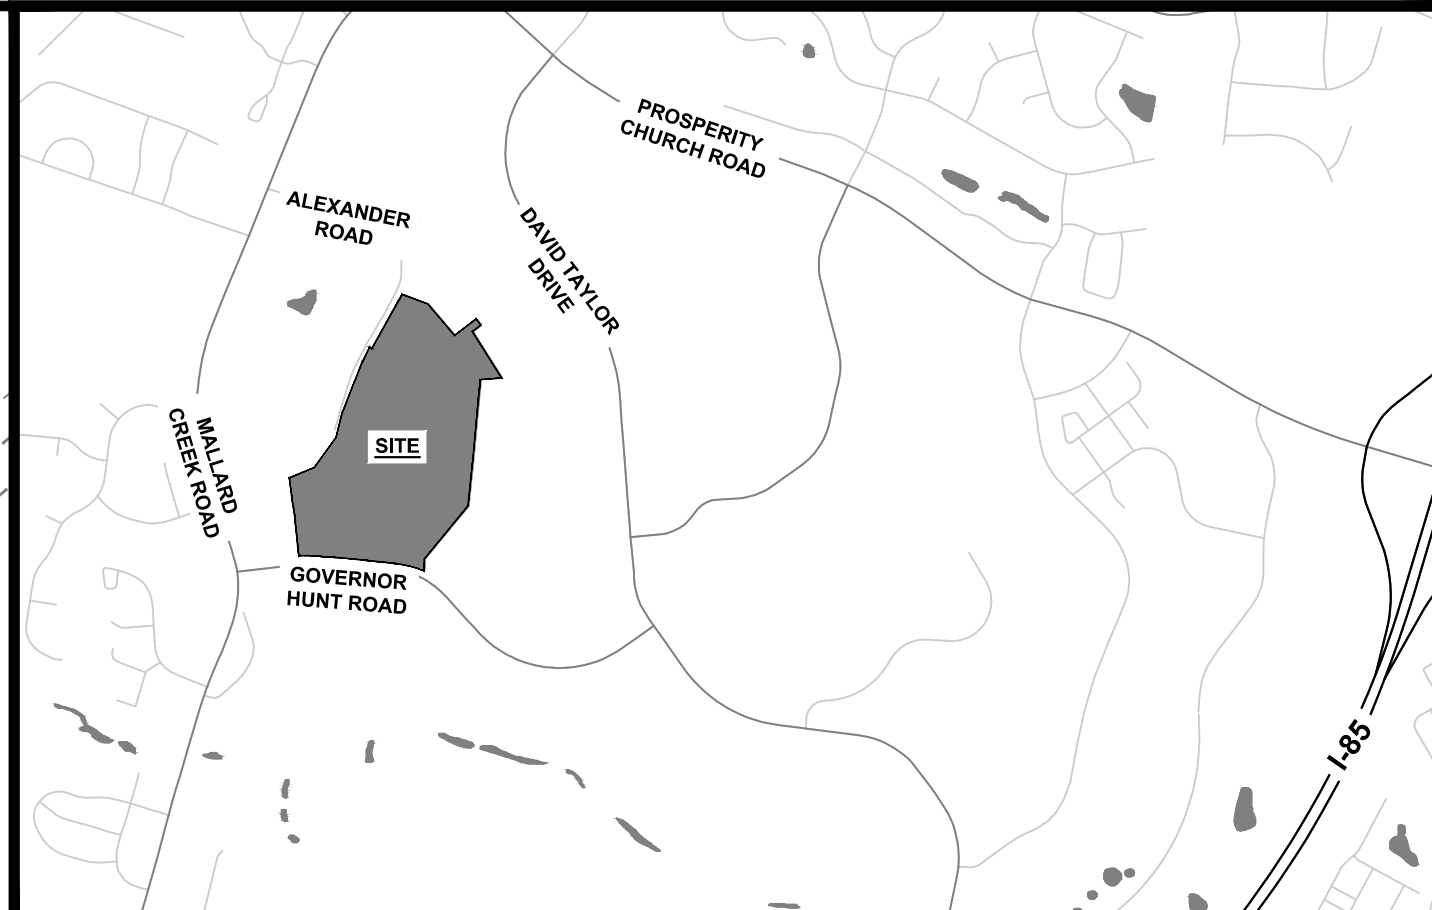 PROSPERITY
CHURCH ROAD
ALEXANDER
ROAD
DAVID TAYLOR
DRIVE
MALLARD
CREEK ROAD
SITE
GOVERNOR
HUNT ROAD
I-85